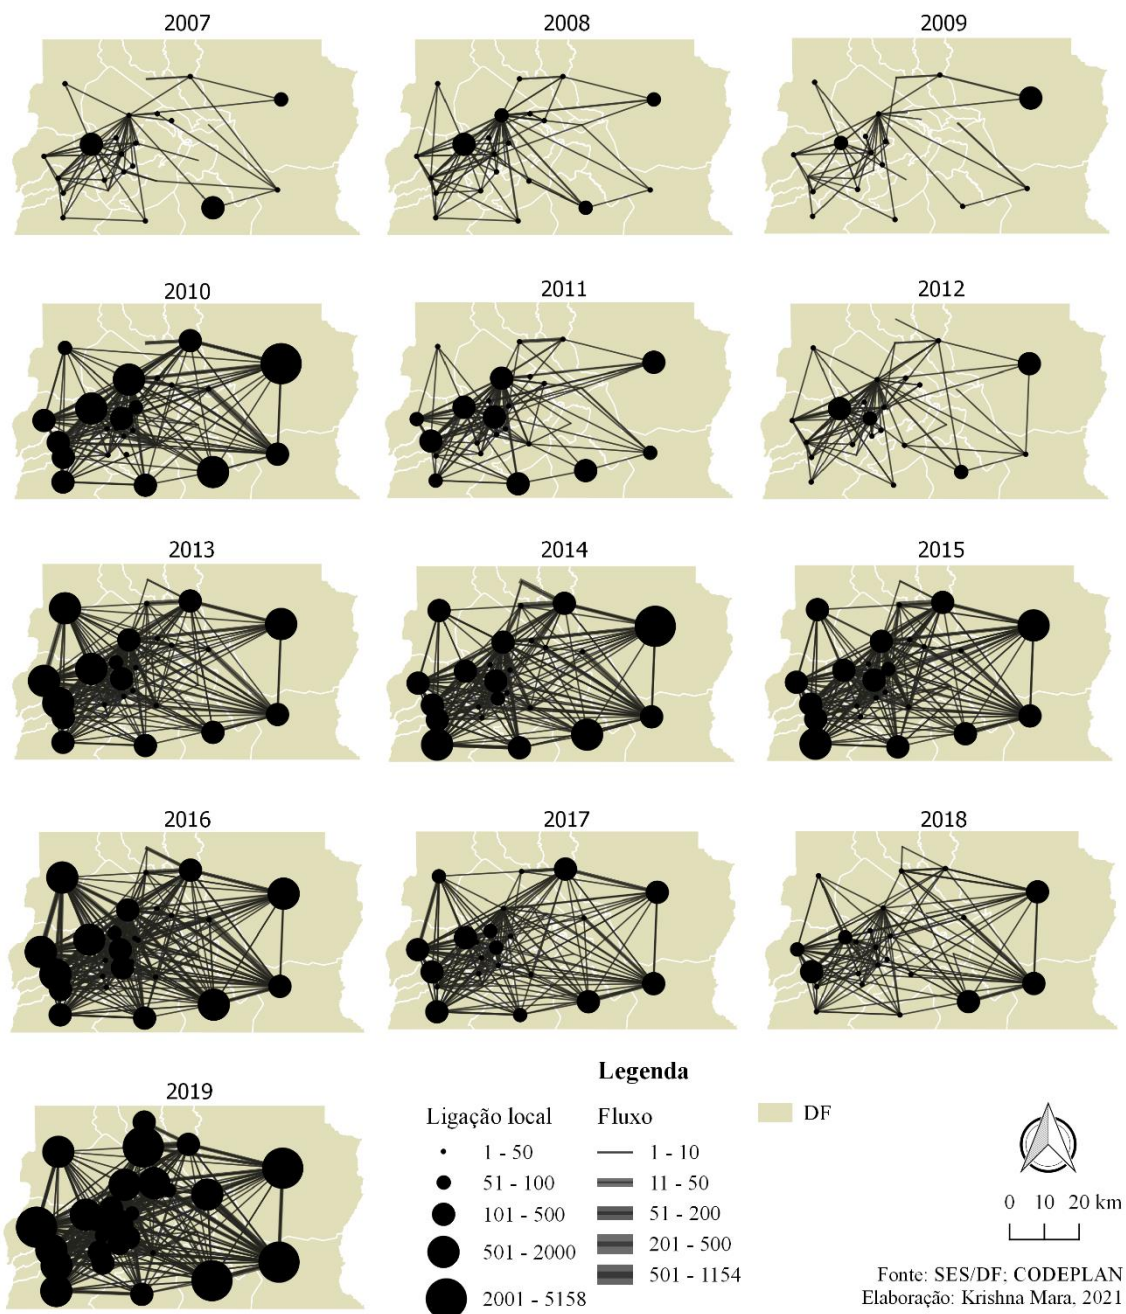 2007
2008
2009
2010
2011
2012
2013
2014
2015
2016
2017
2018
2019
Legenda
Ligação local
1 - 50
51 - 100
101 - 500
501 - 2000
2001 - 5158
Fluxo
1 - 10
11 - 50
51 - 200
201 - 500
501 - 1154
DF
0 10 20 km
Fonte: SES/DF; CODEPLAN
Elaboração: Krishna Mara, 2021